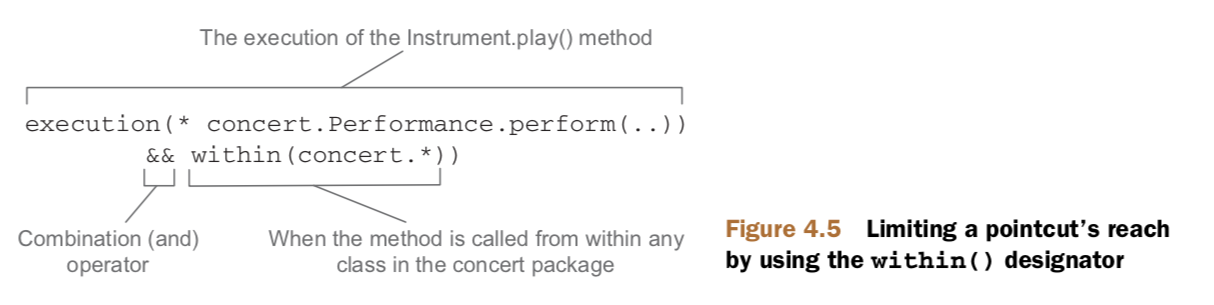 The execution of the Instrument.play() method
execution(* concert.Performance.perform(..))
&& within(concert.*))
Combination (and)
operator
When the method is called from within any
class in the concert package
Figure 4.5 Limiting a pointcut's reach
by using the within() designator